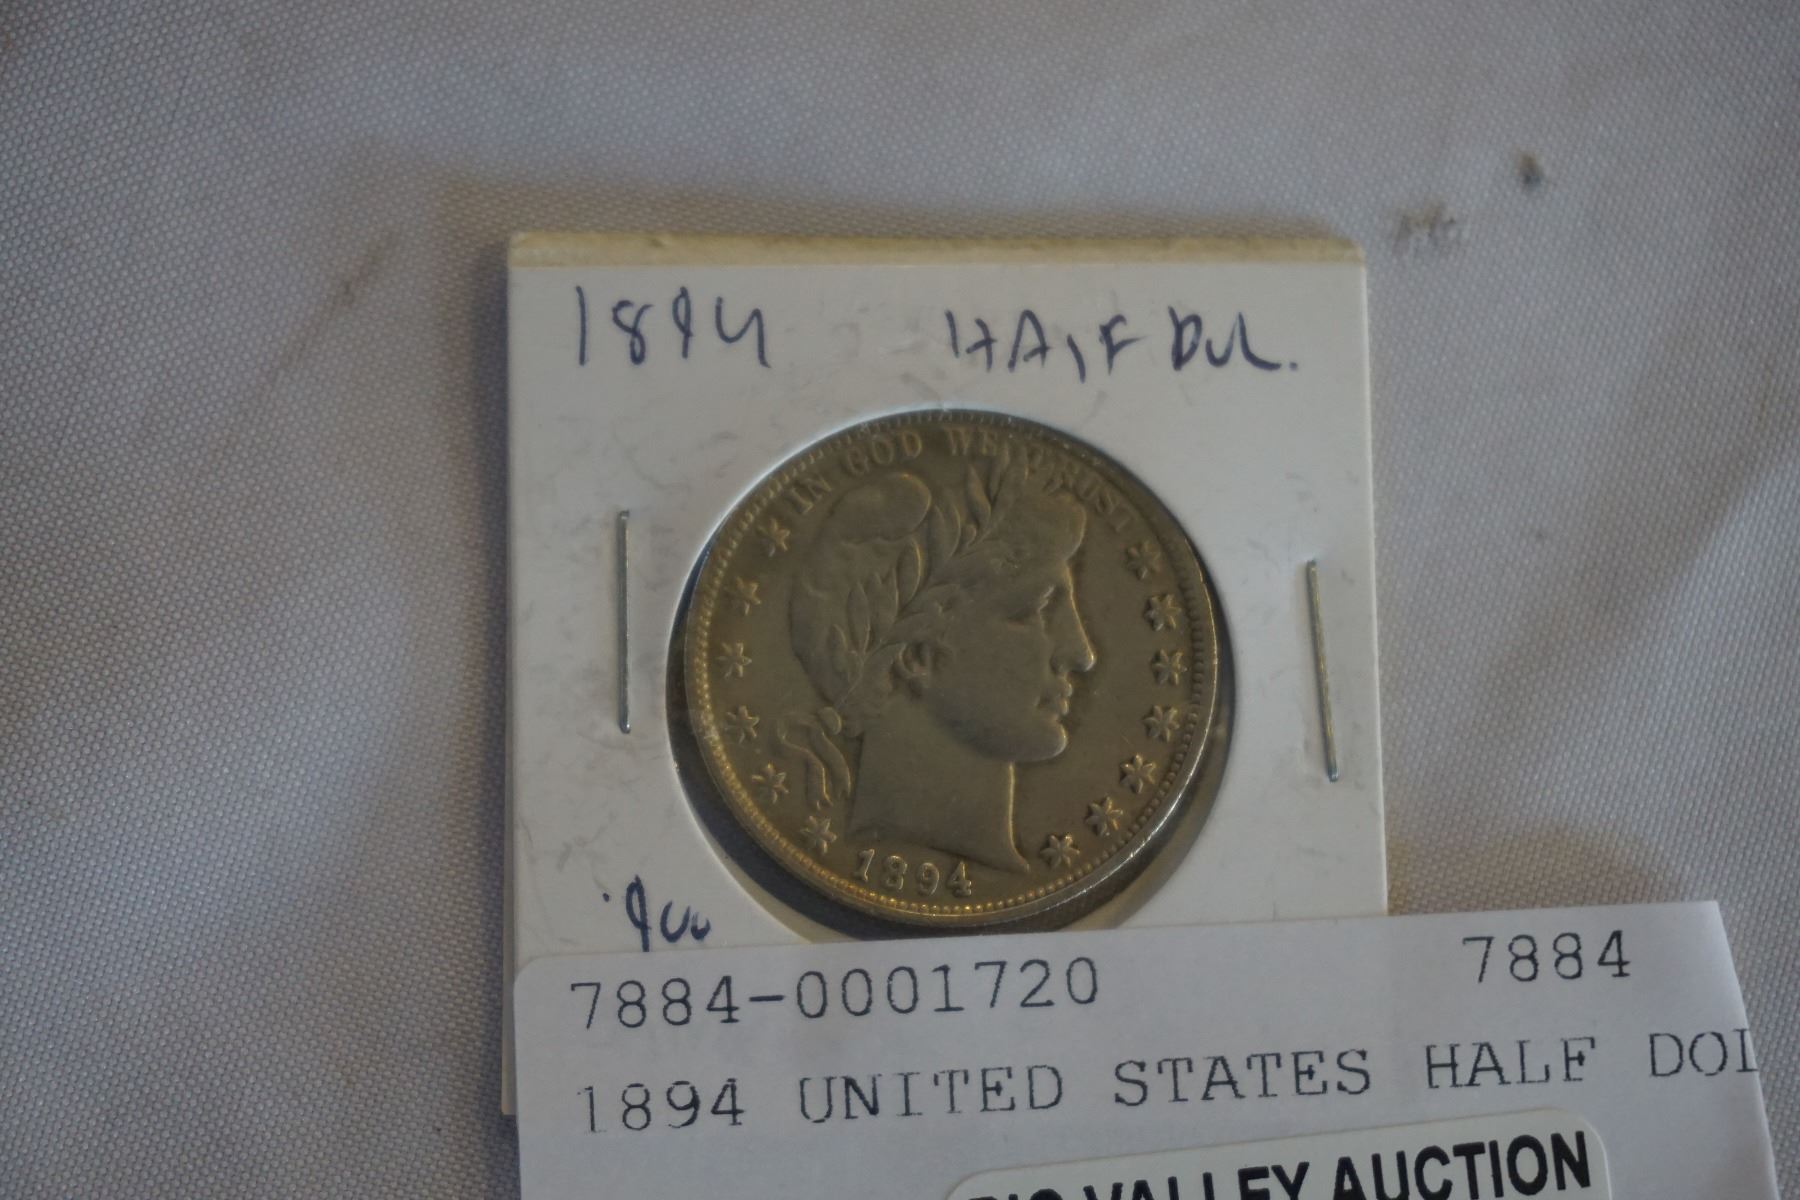 1894 HAlF Dol.
IN GOD WE TRUST
1894
.900
7884-0001720 7884
1894 UNITED STATES HALF DOL
VALLEY AUCTION